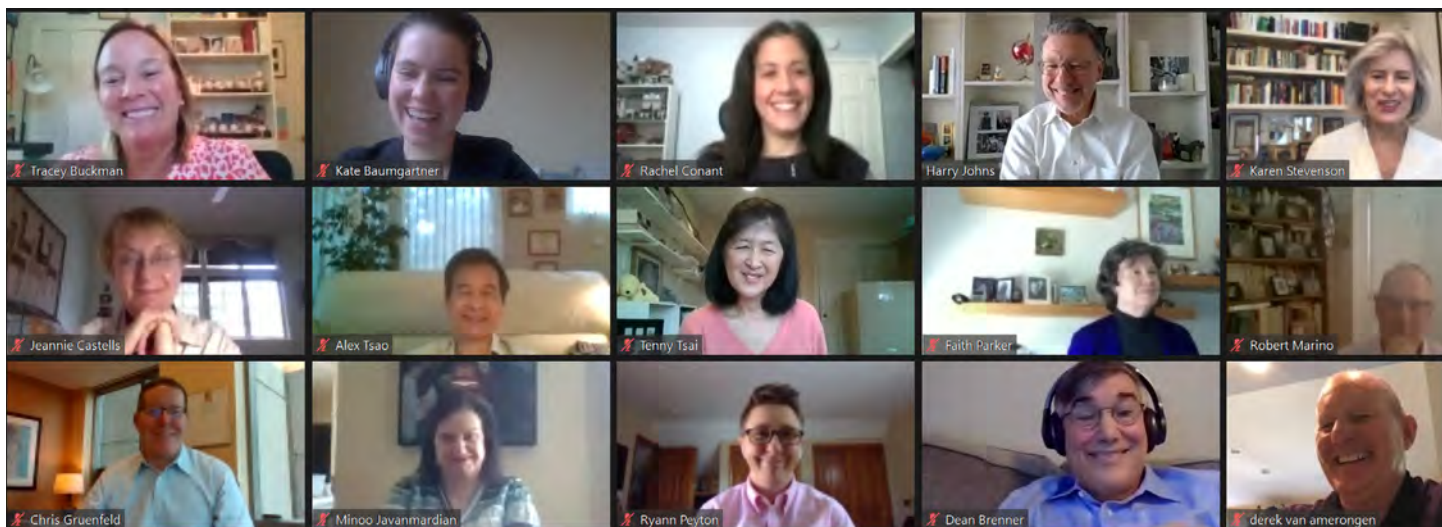 Tracey Buckman
Kate Baumgartner
Rachel Conant
Harry Johns
Karen Stevenson
Jeannie Castells
Alex Tsao
Tenny Tsai
Faith Parker
Robert Marino
Chris Gruenfeld
Minoo Javanmardian
Ryann Peyton
Dean Brenner
derek van amerongen